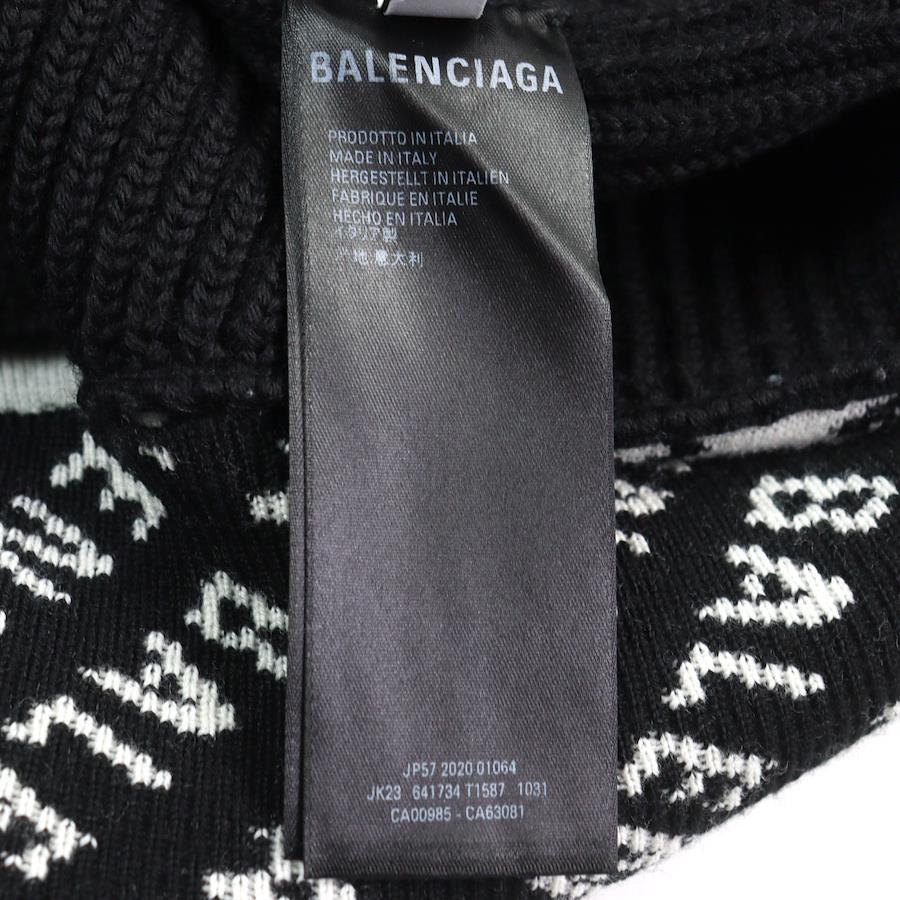 BALENCIAGA
PRODOTTO IN ITALIA
MADE IN ITALY
HERGESTELLT IN ITALIEN
FABRIQUE EN ITALIE
HECHO EN ITALIA
イタリア製
地 意大利
JP57 2020 01064
JK23 641734 T1587 1031
CA00985 - CA63081